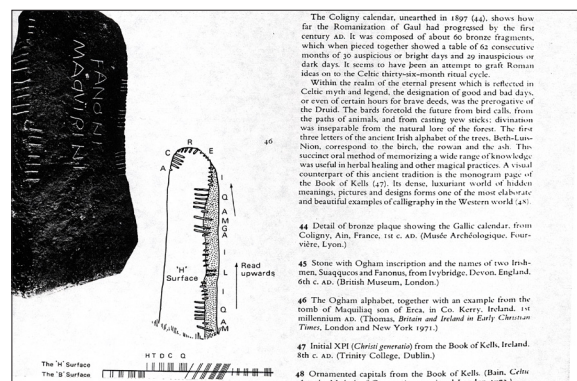 FANONI
MAQVI RINI
The Coligny calendar, unearthed in 1897 (44), shows how
far the Romanization of Gaul had progressed by the first
century AD. It was composed of about 60 bronze fragments,
which when pieced together showed a table of 62 consecutive
months of 30 auspicious or bright days and 29 inauspicious or
dark days. It seems to have been an attempt to graft Roman
ideas on to the Celtic thirty-six-month ritual cycle.
Within the realm of the eternal present which is reflected in
Celtic myth and legend, the designation of good and bad days,
or even of certain hours for brave deeds, was the prerogative of
the Druid. The bards foretold the future from bird calls, from
the paths of animals, and from casting yew sticks; divination
was inseparable from the natural lore of the forest. The first
three letters of the ancient Irish alphabet of the trees, Beth-Luis-
Nion, correspond to the birch, the rowan and the ash. This
succinct oral method of memorizing a wide range of knowledge
was useful in herbal healing and other magical practices. A visual
counterpart of this ancient tradition is the monogram page of
the Book of Kells (47). Its dense, luxuriant world of hidden
meanings, pictures and designs forms one of the most elaborate
and beautiful examples of calligraphy in the Western world (48).
44 Detail of bronze plaque showing the Gallic calendar, from
Coligny, Ain, France, 1st c. AD. (Musée Archéologique, Four-
vière, Lyon.)
45 Stone with Ogham inscription and the names of two Irish-
men, Suaqqucos and Fanonus, from Ivybridge, Devon, England,
6th c. AD. (British Museum, London.)
46 The Ogham alphabet, together with an example from the
tomb of Maquiliaq son of Erca, in Co. Kerry, Ireland, 1st
millennium AD. (Thomas, Britain and Ireland in Early Christian
Times, London and New York 1971.)
47 Initial XPI (Christi generatio) from the Book of Kells, Ireland,
8th c. AD. (Trinity College, Dublin.)
48 Ornamented capitals from the Book of Kells. (Bain, Celtic
46
R
C E
A
I
Q
A
M
G
A
I
L
I
Q
A
M
'H'
Surface
Read
upwards
H T D C Q
The 'H' Surface
The 'B' Surface